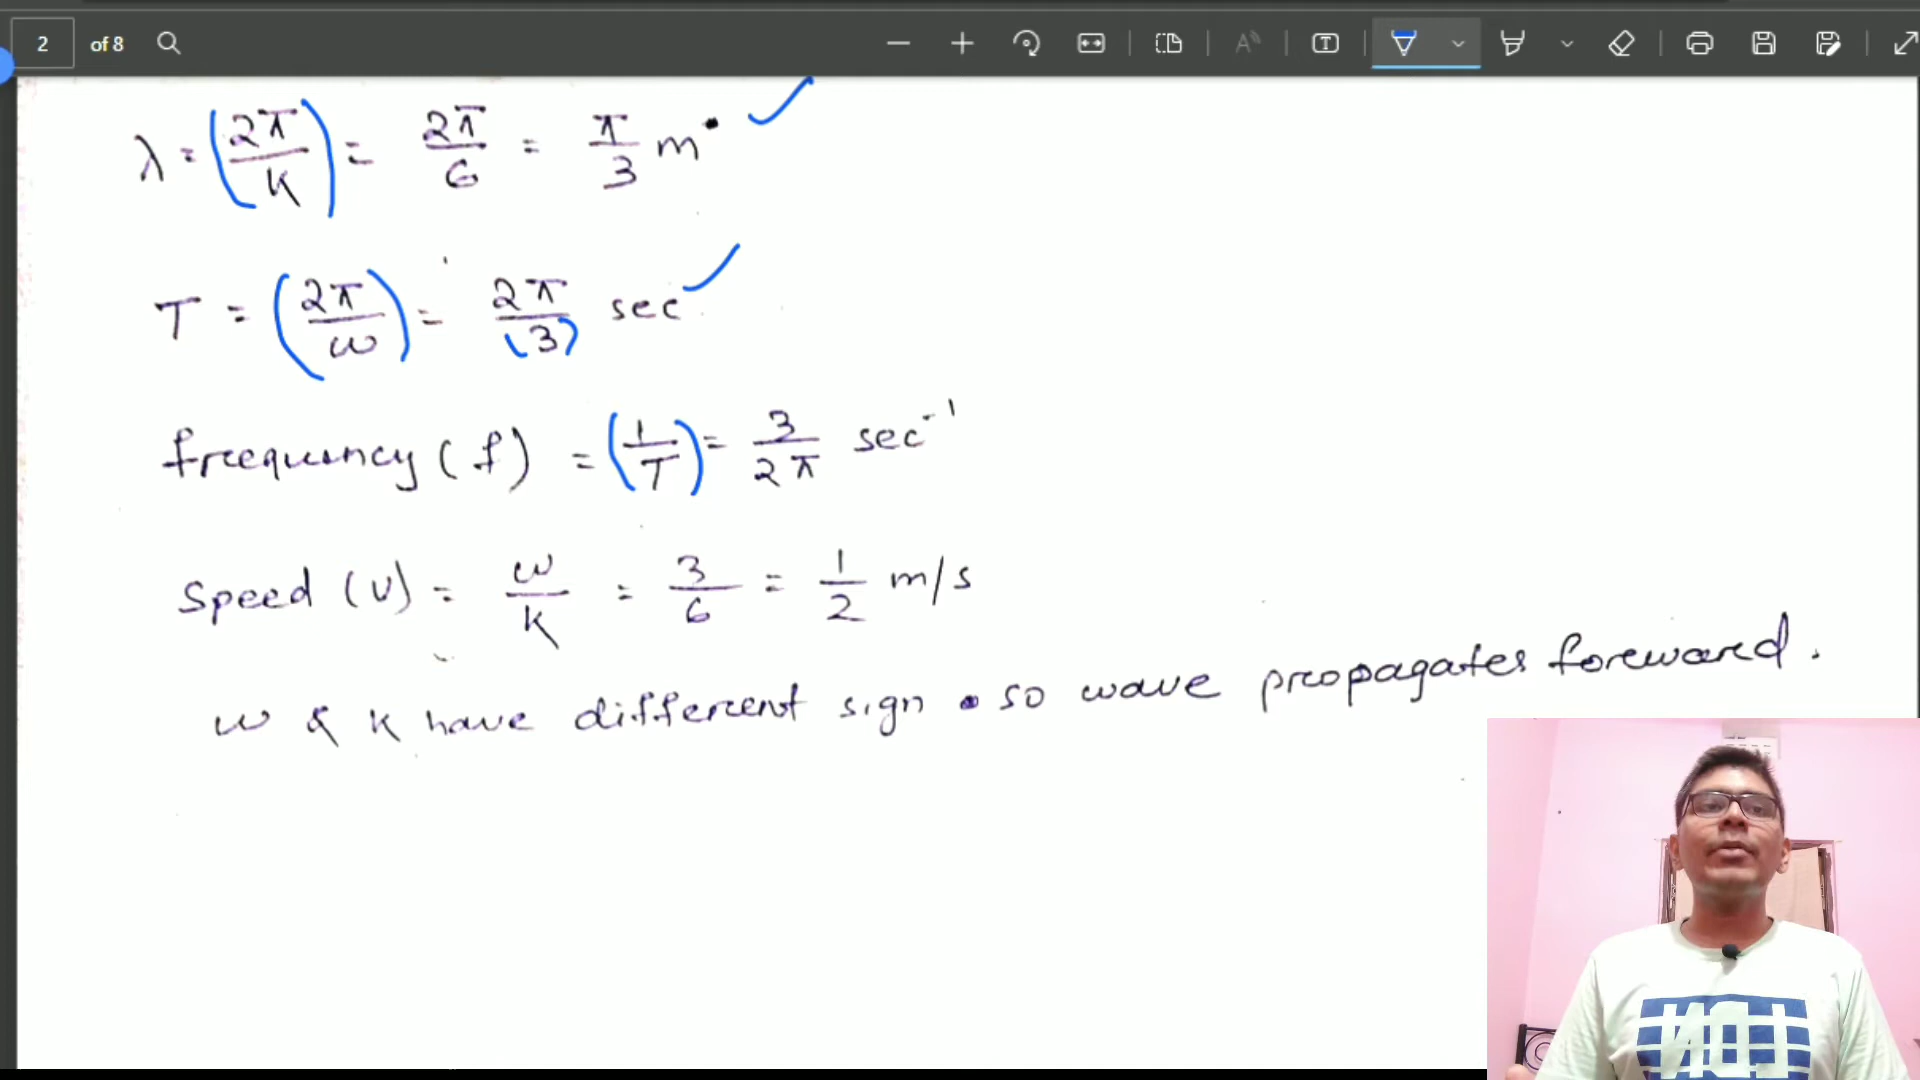 2 of 8
λ = (2π/k) = 2π/6 = π/3 m
T = (2π/ω) = 2π/(3) sec
freequency (f) = (1/T) = 3/2π sec⁻¹
Speed (v) = ω/k = 3/6 = 1/2 m/s
ω & k have different sign. so wave propagates foreward.